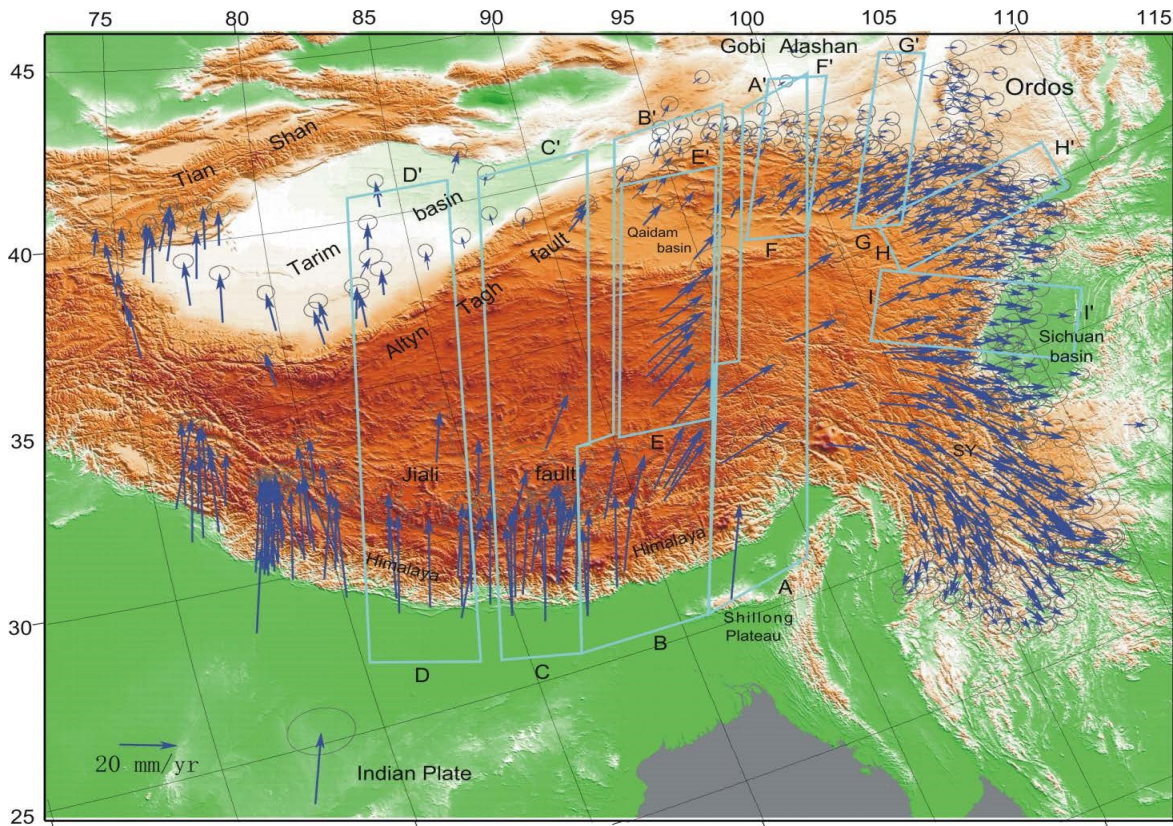 75 80 85 90 95 100 105 110 115
Gobi Alashan
G'
F'
A'
45
Ordos
Shan
B'
Tian
C'
E'
H'
D'
basin
Qaidam
basin
fault
Tarim
F
G
H
40
Tagh
I
I'
Altyn
Sichuan
basin
35
E
SY
Jiali
fault
Himalaya
Himalaya
A
Shillong
Plateau
30
B
C
D
20 mm/yr
Indian Plate
25